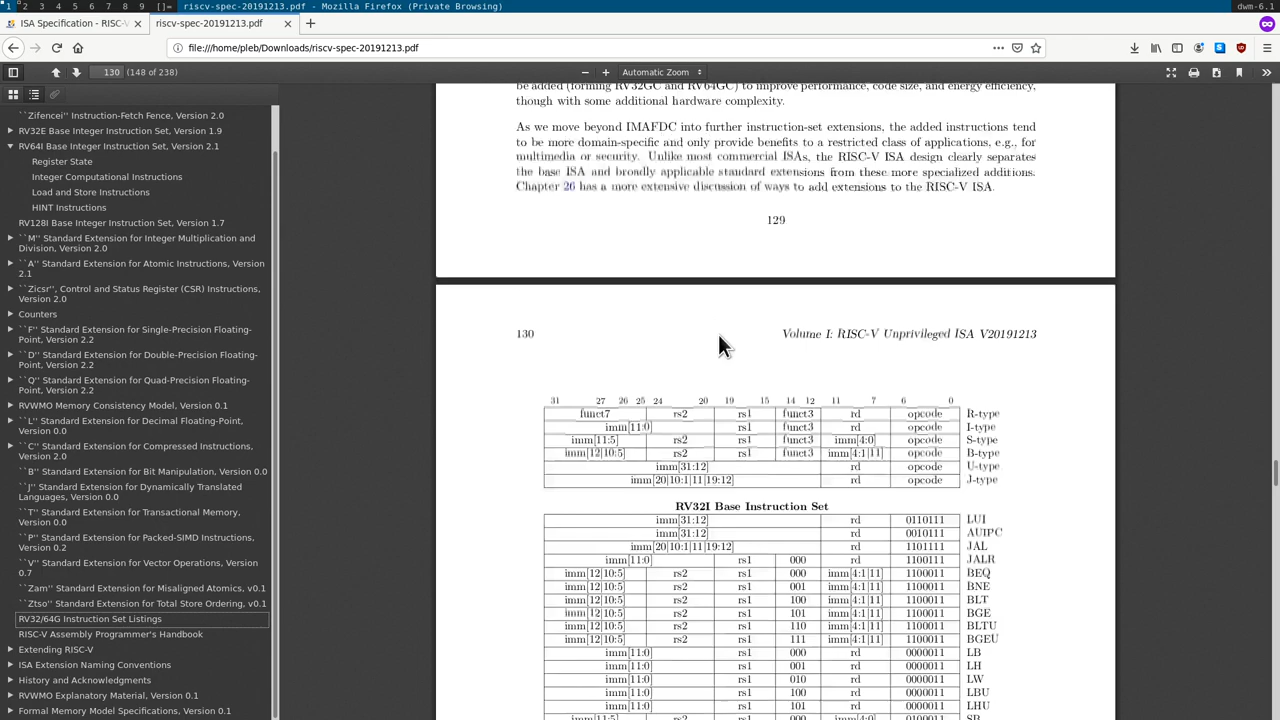 1 2 3 4 5 6 7 8 9 []= riscv-spec-20191213.pdf - Mozilla Firefox (Private Browsing) dwm-6.1
ISA Specification - RISC-V riscv-spec-20191213.pdf
file:///home/pleb/Downloads/riscv-spec-20191213.pdf
130 (148 of 238) Automatic Zoom
``Zifencei'' Instruction-Fetch Fence, Version 2.0
RV32E Base Integer Instruction Set, Version 1.9
RV64I Base Integer Instruction Set, Version 2.1
Register State
Integer Computational Instructions
Load and Store Instructions
HINT Instructions
RV128I Base Integer Instruction Set, Version 1.7
``M'' Standard Extension for Integer Multiplication and
Division, Version 2.0
``A'' Standard Extension for Atomic Instructions, Version
2.1
``Zicsr'', Control and Status Register (CSR) Instructions,
Version 2.0
Counters
``F'' Standard Extension for Single-Precision Floating-
Point, Version 2.2
``D'' Standard Extension for Double-Precision Floating-
Point, Version 2.2
``Q'' Standard Extension for Quad-Precision Floating-
Point, Version 2.2
RVWMO Memory Consistency Model, Version 0.1
``L'' Standard Extension for Decimal Floating-Point,
Version 0.0
``C'' Standard Extension for Compressed Instructions,
Version 2.0
``B'' Standard Extension for Bit Manipulation, Version 0.0
``J'' Standard Extension for Dynamically Translated
Languages, Version 0.0
``T'' Standard Extension for Transactional Memory,
Version 0.0
``P'' Standard Extension for Packed-SIMD Instructions,
Version 0.2
``V'' Standard Extension for Vector Operations, Version
0.7
``Zam'' Standard Extension for Misaligned Atomics, v0.1
``Ztso'' Standard Extension for Total Store Ordering, v0.1
RV32/64G Instruction Set Listings
RISC-V Assembly Programmer's Handbook
Extending RISC-V
ISA Extension Naming Conventions
History and Acknowledgments
RVWMO Explanatory Material, Version 0.1
Formal Memory Model Specifications, Version 0.1
be added (forming RV32GC and RV64GC) to improve performance, code size, and energy efficiency,
though with some additional hardware complexity.
As we move beyond IMAFDC into further instruction-set extensions, the added instructions tend
to be more domain-specific and only provide benefits to a restricted class of applications, e.g., for
multimedia or security. Unlike most commercial ISAs, the RISC-V ISA design clearly separates
the base ISA and broadly applicable standard extensions from these more specialized additions.
Chapter 26 has a more extensive discussion of ways to add extensions to the RISC-V ISA.
129
130 Volume I: RISC-V Unprivileged ISA V20191213
31 27 26 25 24 20 19 15 14 12 11 7 6 0
funct7 rs2 rs1 funct3 rd opcode R-type
imm[11:0] rs1 funct3 rd opcode I-type
imm[11:5] rs2 rs1 funct3 imm[4:0] opcode S-type
imm[12|10:5] rs2 rs1 funct3 imm[4:1|11] opcode B-type
imm[31:12] rd opcode U-type
imm[20|10:1|11|19:12] rd opcode J-type
RV32I Base Instruction Set
imm[31:12] rd 0110111 LUI
imm[31:12] rd 0010111 AUIPC
imm[20|10:1|11|19:12] rd 1101111 JAL
imm[11:0] rs1 000 rd 1100111 JALR
imm[12|10:5] rs2 rs1 000 imm[4:1|11] 1100011 BEQ
imm[12|10:5] rs2 rs1 001 imm[4:1|11] 1100011 BNE
imm[12|10:5] rs2 rs1 100 imm[4:1|11] 1100011 BLT
imm[12|10:5] rs2 rs1 101 imm[4:1|11] 1100011 BGE
imm[12|10:5] rs2 rs1 110 imm[4:1|11] 1100011 BLTU
imm[12|10:5] rs2 rs1 111 imm[4:1|11] 1100011 BGEU
imm[11:0] rs1 000 rd 0000011 LB
imm[11:0] rs1 001 rd 0000011 LH
imm[11:0] rs1 010 rd 0000011 LW
imm[11:0] rs1 100 rd 0000011 LBU
imm[11:0] rs1 101 rd 0000011 LHU
imm[11:5] rs2 rs1 000 imm[4:0] 0100011 SB